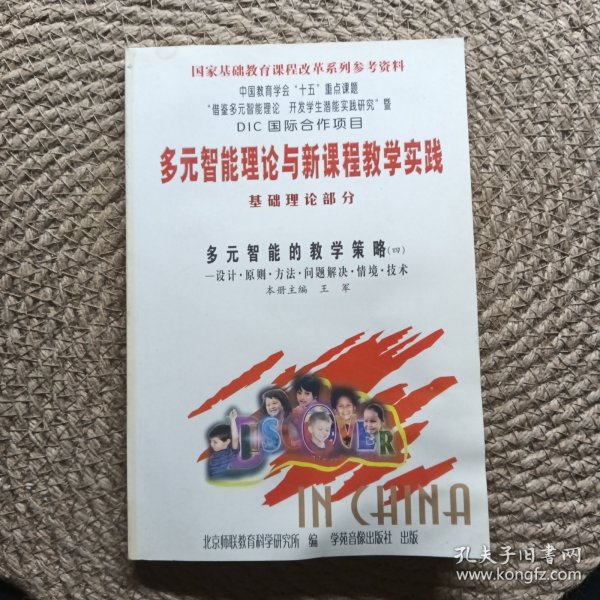 国家基础教育课程改革系列参考资料
中国教育学会“十五”重点课题
“借鉴多元智能理论 开发学生潜能实践研究”暨
DIC 国际合作项目
多元智能理论与新课程教学实践
基础理论部分
多元智能的教学策略(四)
—设计·原则·方法·问题解决·情境·技术
本册主编 王军
DISCOVER
IN CHINA
北京师联教育科学研究所 编 学苑音像出版社 出版
孔夫子旧书网
www.kongfz.com